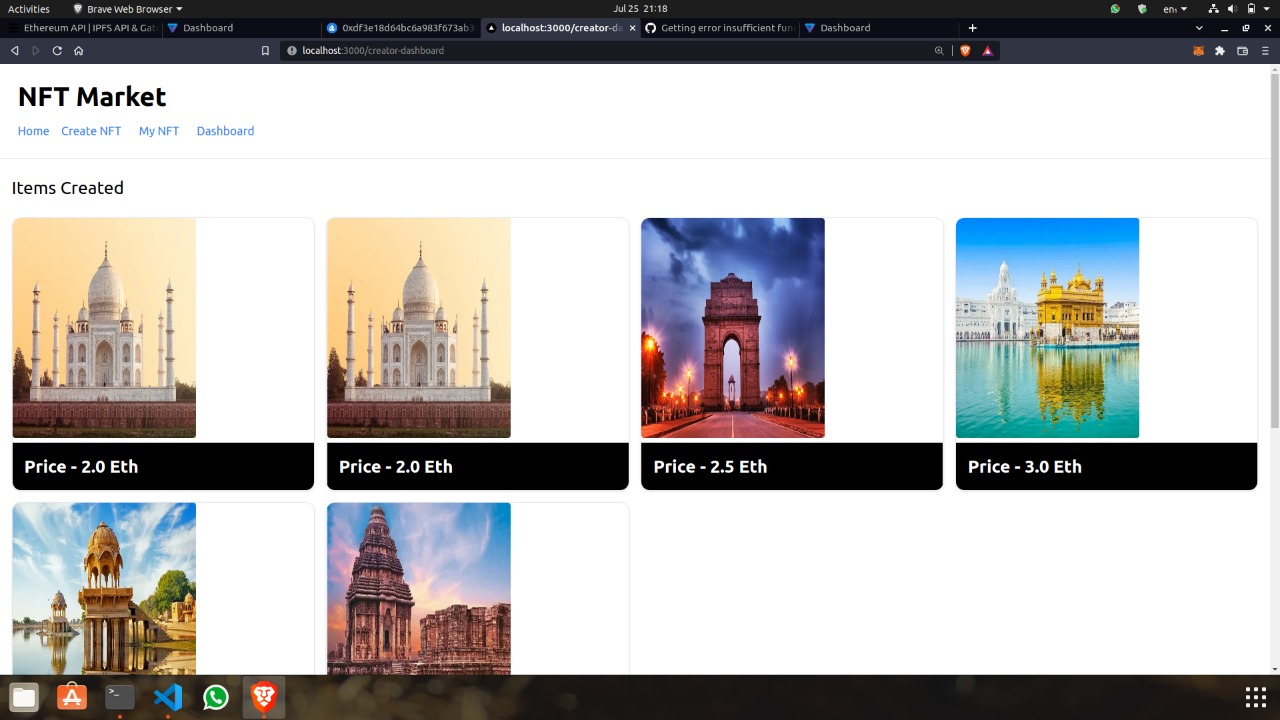 Activities Brave Web Browser Jul 25 21:18 en₁
Ethereum API | IPFS API & Gat Dashboard 0xdf3e18d64bc6a983f673ab3 localhost:3000/creator-da Getting error insufficient fun Dashboard
localhost:3000/creator-dashboard
NFT Market
Home Create NFT My NFT Dashboard
Items Created
Price - 2.0 Eth Price - 2.0 Eth Price - 2.5 Eth Price - 3.0 Eth